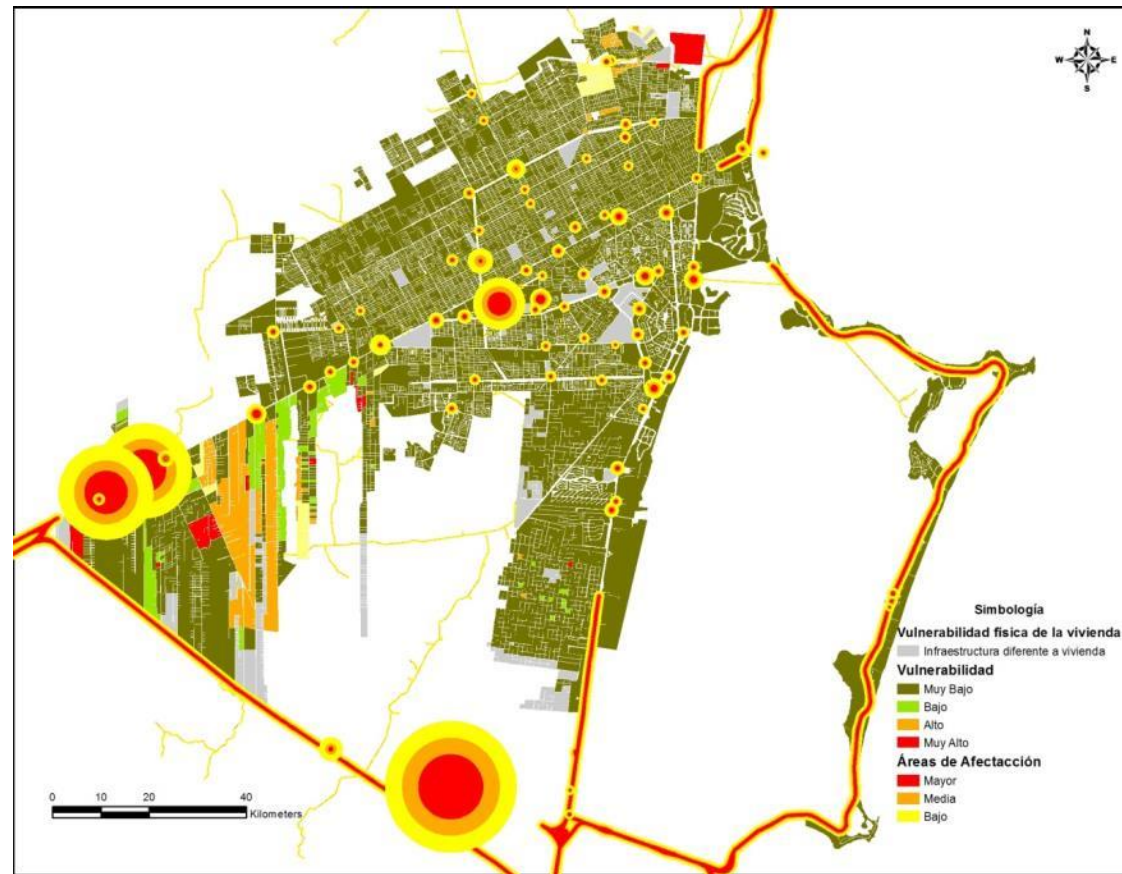 N
W E
S
Simbología
Vulnerabilidad física de la vivienda
Infraestructura diferente a vivienda
Vulnerabilidad
Muy Bajo
Bajo
Alto
Muy Alto
Áreas de Afectacción
Mayor
Media
Bajo
0 10 20 40
Kilometers